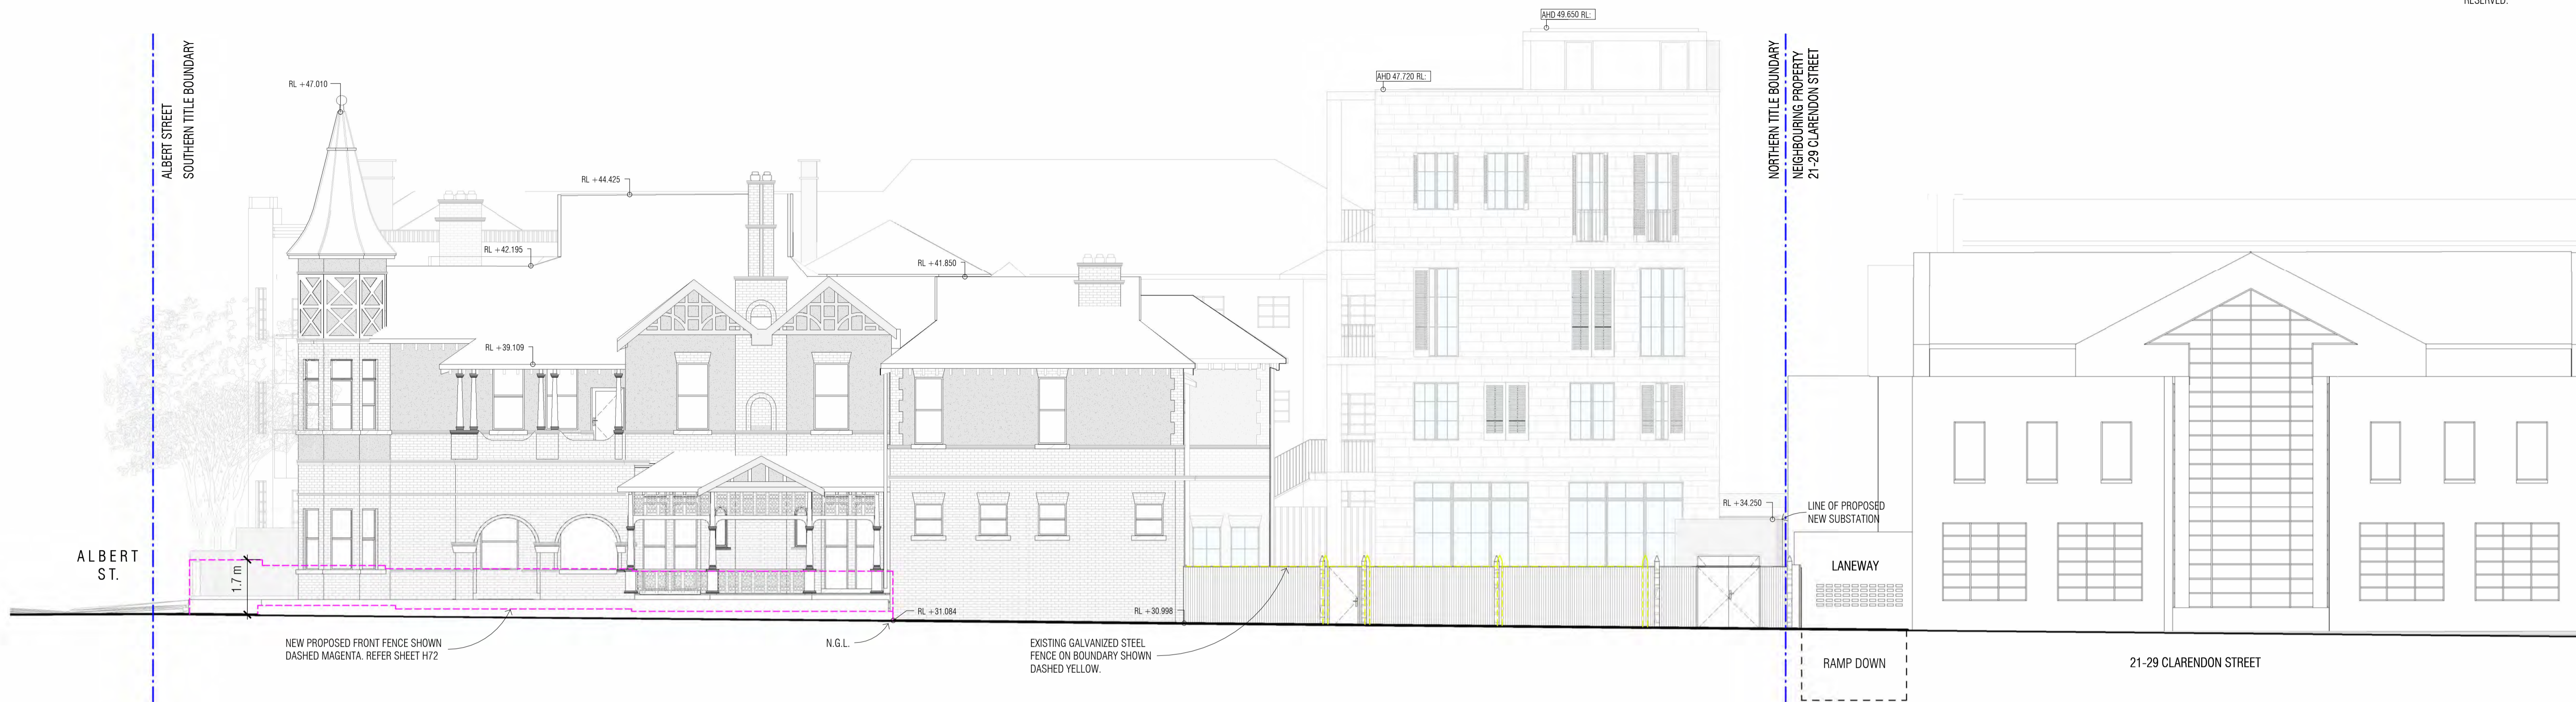 RESERVED.
AHD 49.650 RL:
ALBERT STREET
SOUTHERN TITLE BOUNDARY
NORTHERN TITLE BOUNDARY
NEIGHBOURING PROPERTY
21-29 CLARENDON STREET
AHD 47.720 RL:
RL +47.010
RL +44.425
RL +42.195
RL +41.850
RL +39.109
RL +34.250
LINE OF PROPOSED
NEW SUBSTATION
ALBERT
ST.
1.7 m
LANEWAY
RL +31.084
RL +30.998
NEW PROPOSED FRONT FENCE SHOWN
DASHED MAGENTA. REFER SHEET H72
N.G.L.
EXISTING GALVANIZED STEEL
FENCE ON BOUNDARY SHOWN
DASHED YELLOW.
RAMP DOWN
21-29 CLARENDON STREET